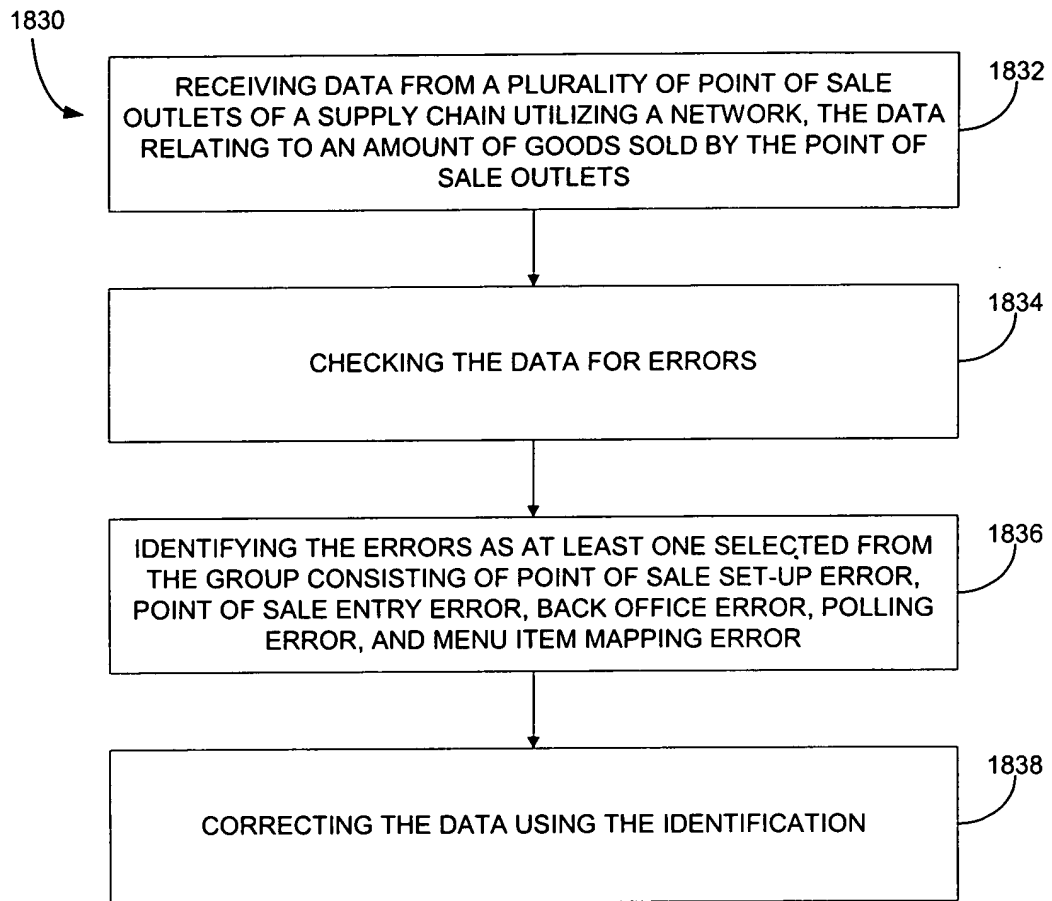 1830
RECEIVING DATA FROM A PLURALITY OF POINT OF SALE
OUTLETS OF A SUPPLY CHAIN UTILIZING A NETWORK, THE DATA
RELATING TO AN AMOUNT OF GOODS SOLD BY THE POINT OF
SALE OUTLETS
1832
CHECKING THE DATA FOR ERRORS
1834
IDENTIFYING THE ERRORS AS AT LEAST ONE SELECTED FROM
THE GROUP CONSISTING OF POINT OF SALE SET-UP ERROR,
POINT OF SALE ENTRY ERROR, BACK OFFICE ERROR, POLLING
ERROR, AND MENU ITEM MAPPING ERROR
1836
CORRECTING THE DATA USING THE IDENTIFICATION
1838